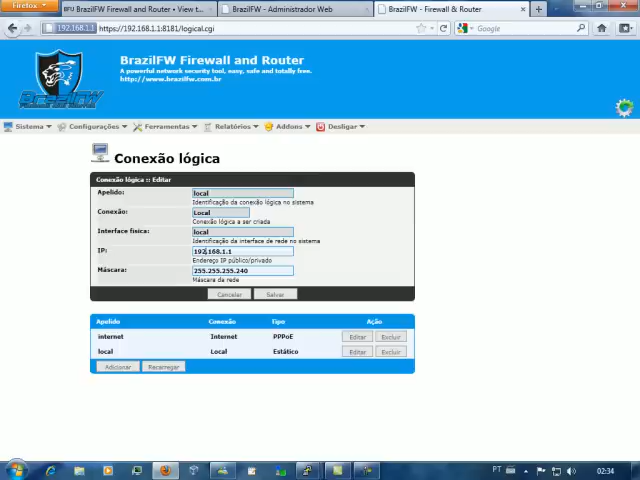 Firefox
BrazilFW Firewall and Router • View t...
BrazilFW - Administrador Web
BrazilFW - Firewall & Router
192.168.1.1
https://192.168.1.1:8181/logical.cgi
Google
BrazilFW Firewall and Router
A powerful network security tool, easy, safe and totally free.
http://www.brazilfw.com.br
BRAZILFW
Sistema
Configurações
Ferramentas
Relatórios
Addons
Desligar
Conexão lógica
Conexão lógica :: Editar
Apelido:
local
Identificação da conexão lógica no sistema
Conexão:
Local
Conexão lógica a ser criada
Interface física:
local
Identificação da interface de rede no sistema
IP:
192.168.1.1
Endereço IP público/privado
Máscara:
255.255.255.240
Máscara da rede
Cancelar
Salvar
Apelido Conexão Tipo Ação
internet Internet PPPoE Editar Excluir
local Local Estático Editar Excluir
Adicionar
Recarregar
PT
02:34